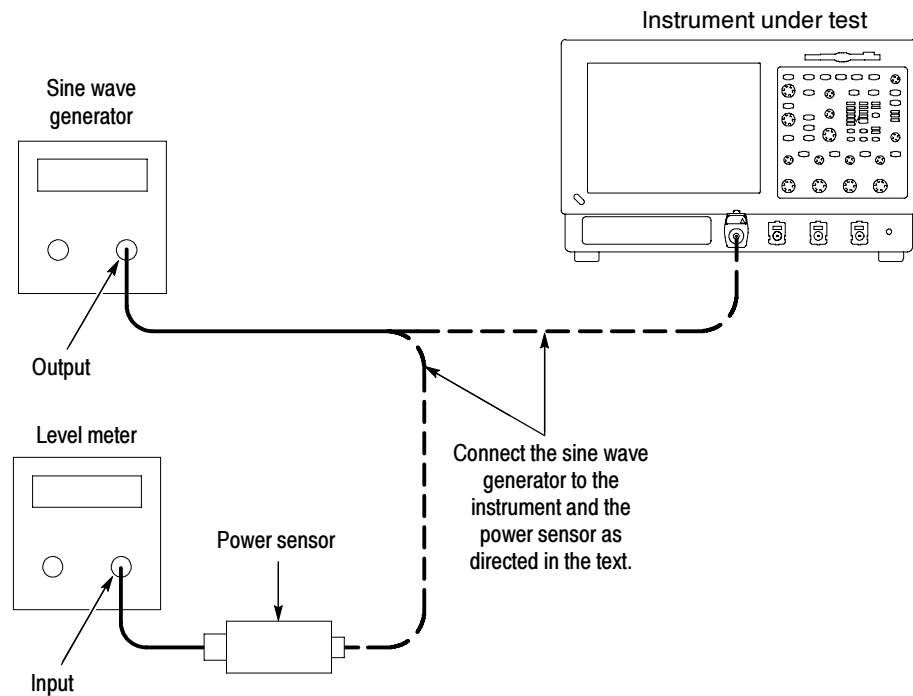 Instrument under test
Sine wave
generator
Output
Level meter
Connect the sine wave
generator to the
instrument and the
power sensor as
directed in the text.
Power sensor
Input